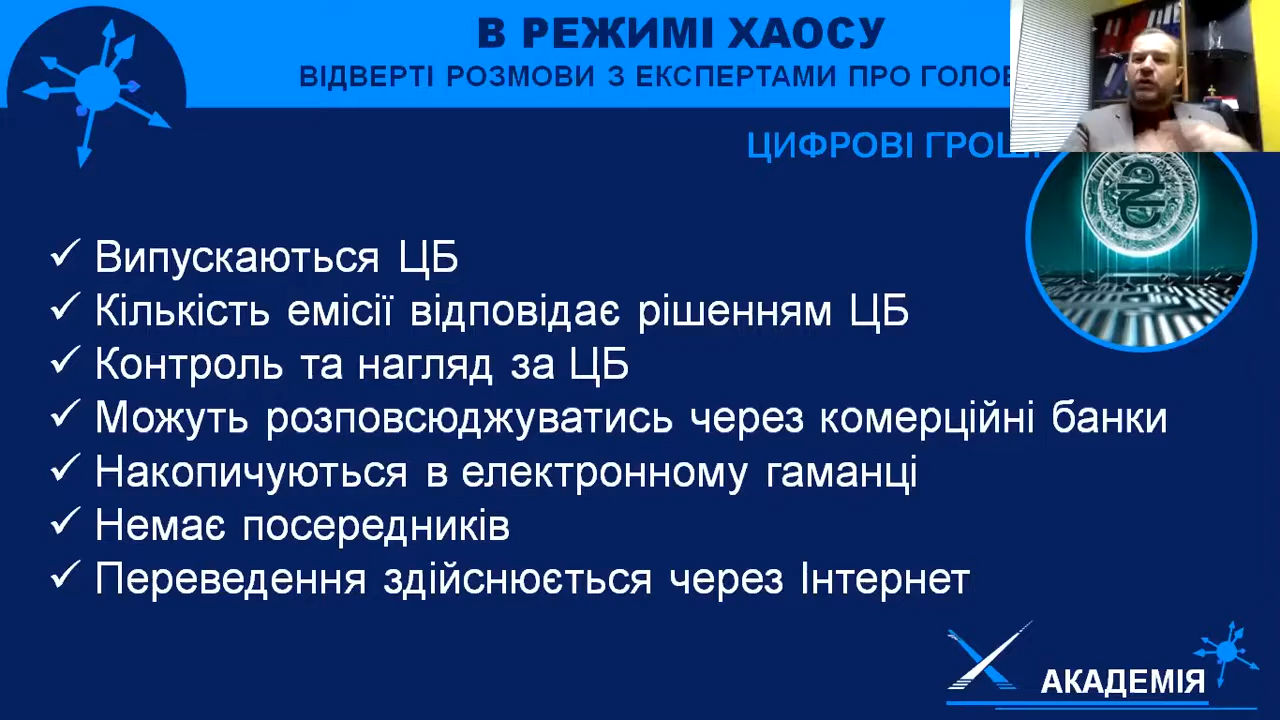 В РЕЖИМІ ХАОСУ
ВІДВЕРТІ РОЗМОВИ З ЕКСПЕРТАМИ ПРО
ЦИФРОВІ ГРОШІ
✓ Випускаються ЦБ
✓ Кількість емісії відповідає рішенням ЦБ
✓ Контроль та нагляд за ЦБ
✓ Можуть розповсюджуватись через комерційні банки
✓ Накопичуються в електронному гаманці
✓ Немає посередників
✓ Переведення здійснюється через Інтернет
АКАДЕМІЯ